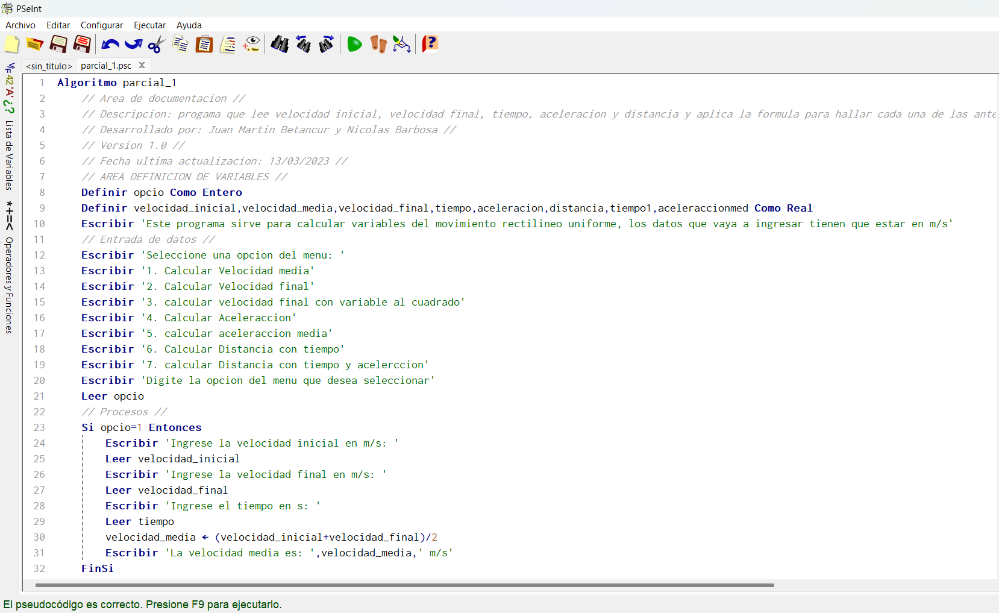 PSeInt
Archivo Editar Configurar Ejecutar Ayuda
<sin_titulo> parcial_1.psc X
1 Algoritmo parcial_1
2 // Area de documentacion //
3 // Descripcion: progama que lee velocidad inicial, velocidad final, tiempo, aceleracion y distancia y aplica la formula para hallar cada una de las ante
4 // Desarrollado por: Juan Martin Betancur y Nicolas Barbosa //
5 // Version 1.0 //
6 // Fecha ultima actualizacion: 13/03/2023 //
7 // AREA DEFINICION DE VARIABLES //
8 Definir opcio Como Entero
9 Definir velocidad_inicial,velocidad_media,velocidad_final,tiempo,aceleracion,distancia,tiempo1,aceleraccionmed Como Real
10 Escribir 'Este programa sirve para calcular variables del movimiento rectilineo uniforme, los datos que vaya a ingresar tienen que estar en m/s'
11 // Entrada de datos //
12 Escribir 'Seleccione una opcion del menu: '
13 Escribir '1. Calcular Velocidad media'
14 Escribir '2. Calcular Velocidad final'
15 Escribir '3. calcular velocidad final con variable al cuadrado'
16 Escribir '4. Calcular Aceleraccion'
17 Escribir '5. calcular aceleraccion media'
18 Escribir '6. Calcular Distancia con tiempo'
19 Escribir '7. calcular Distancia con tiempo y acelerccion'
20 Escribir 'Digite la opcion del menu que desea seleccionar'
21 Leer opcio
22 // Procesos //
23 Si opcio=1 Entonces
24 Escribir 'Ingrese la velocidad inicial en m/s: '
25 Leer velocidad_inicial
26 Escribir 'Ingrese la velocidad final en m/s: '
27 Leer velocidad_final
28 Escribir 'Ingrese el tiempo en s: '
29 Leer tiempo
30 velocidad_media ← (velocidad_inicial+velocidad_final)/2
31 Escribir 'La velocidad media es: ',velocidad_media,' m/s'
32 FinSi
V/F 42 'A' ¿? Lista de Variables
*+=< Operadores y Funciones
El pseudocódigo es correcto. Presione F9 para ejecutarlo.